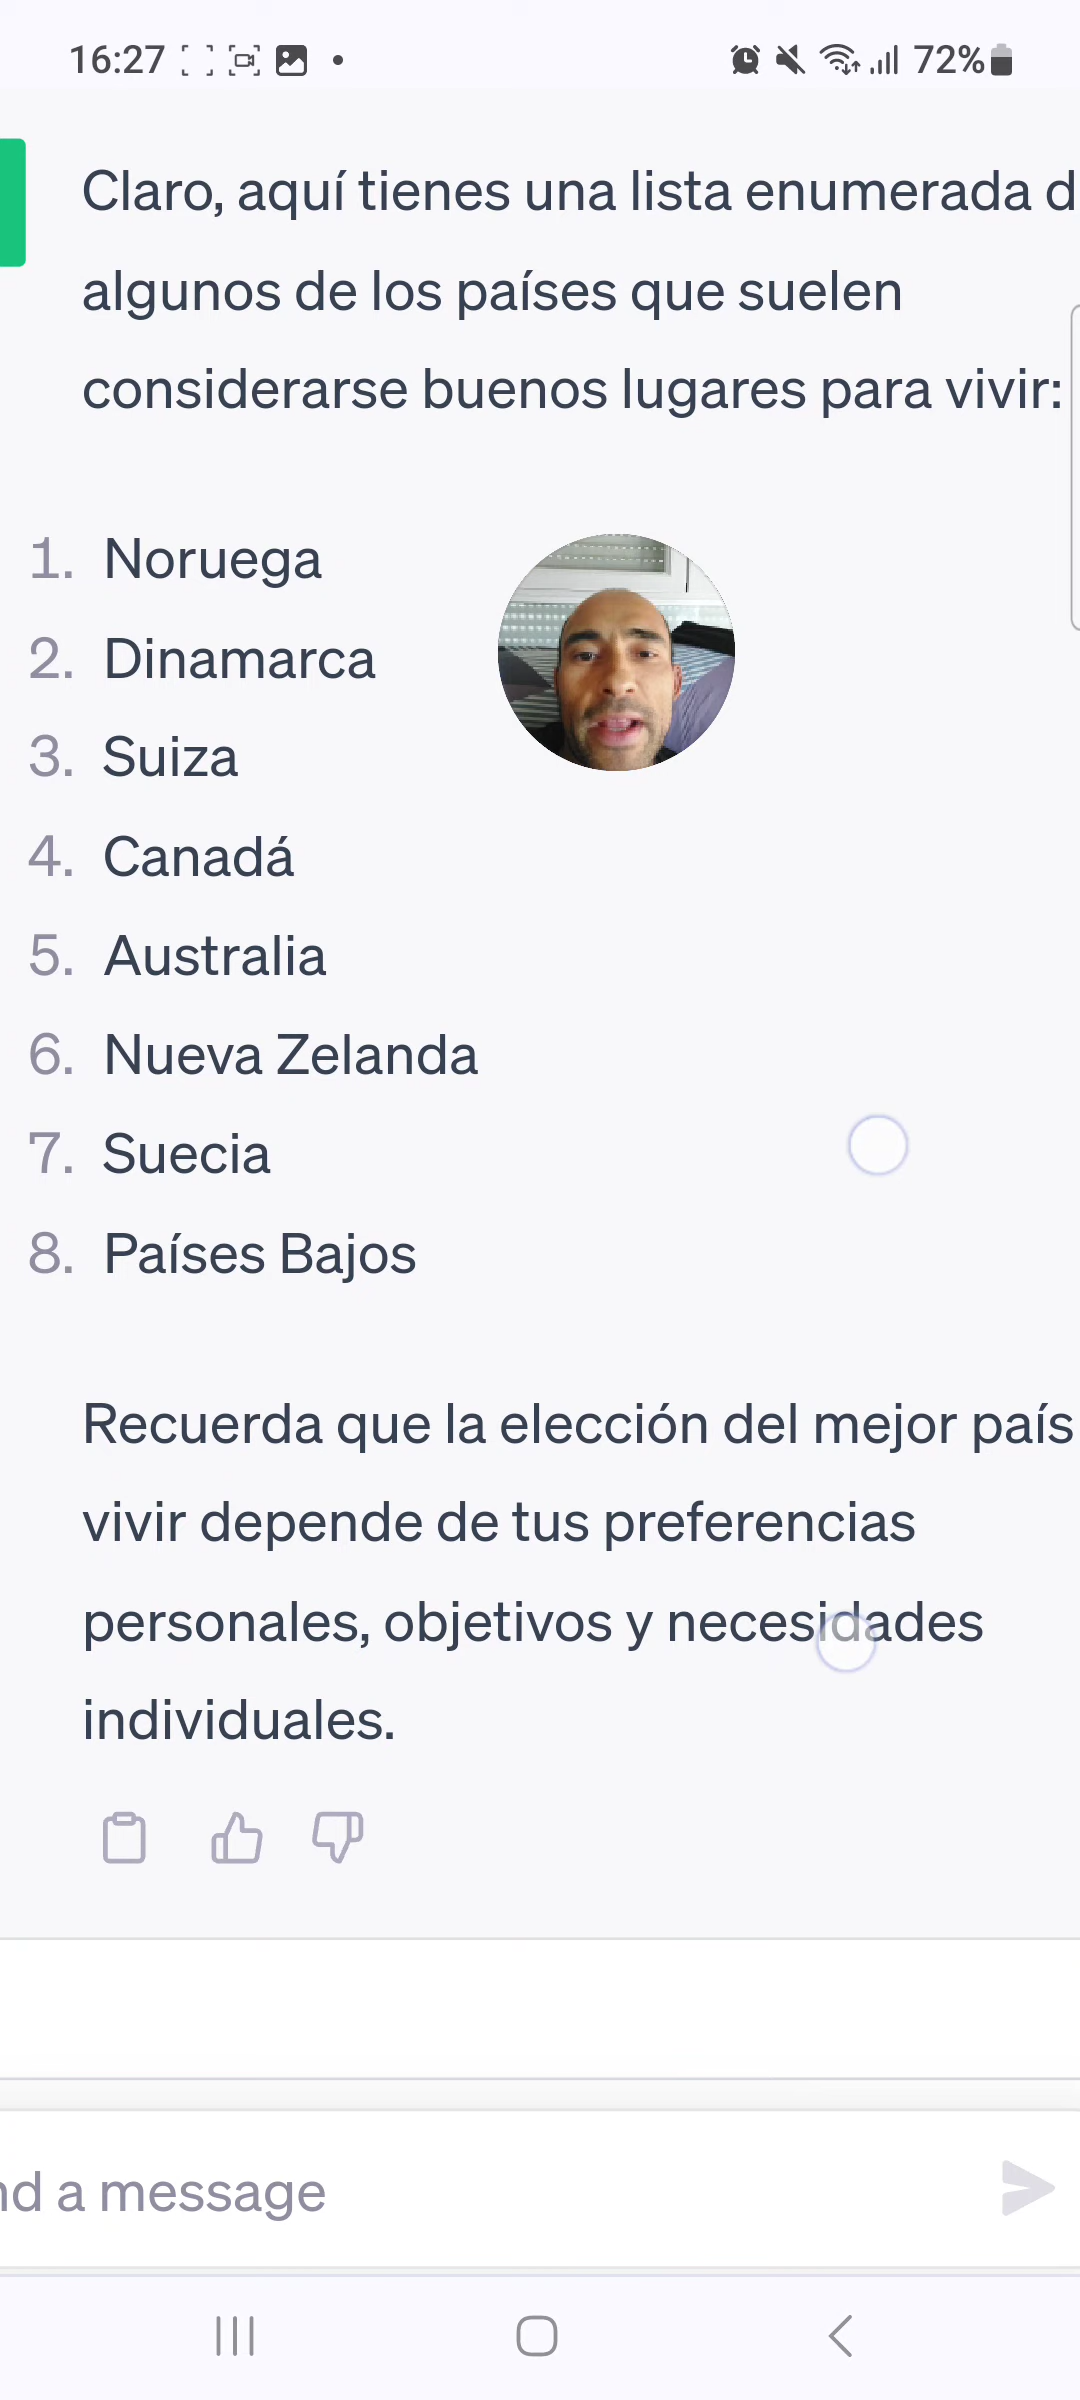 16:27 72%
Claro, aquí tienes una lista enumerada d
algunos de los países que suelen
considerarse buenos lugares para vivir:
1. Noruega
2. Dinamarca
3. Suiza
4. Canadá
5. Australia
6. Nueva Zelanda
7. Suecia
8. Países Bajos
Recuerda que la elección del mejor país
vivir depende de tus preferencias
personales, objetivos y necesidades
individuales.
nd a message